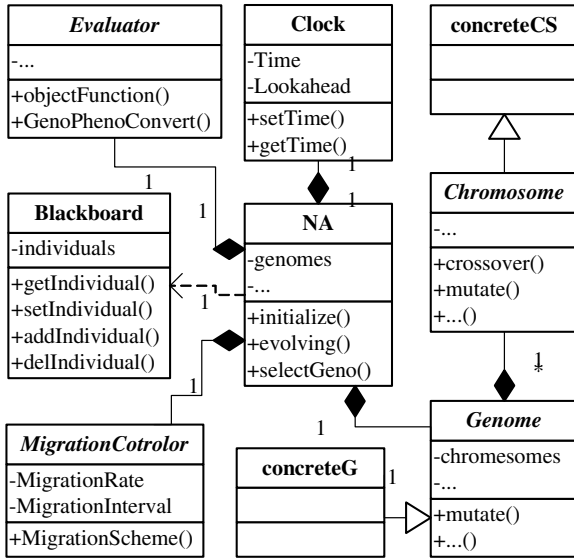 Evaluator
-...
+objectFunction()
+GenoPhenoConvert()
1
1
Clock
-Time
-Lookahead
+setTime()
+getTime()
1
1
concreteCS
Chromosome
-...
+crossover()
+mutate()
+...()
1
*
Blackboard
-individuals
+getIndividual()
+setIndividual()
+addIndividual()
+delIndividual()
1
NA
-genomes
-...
+initialize()
+evolving()
+selectGeno()
1
1
MigrationCotrolor
-MigrationRate
-MigrationInterval
+MigrationScheme()
concreteG
1
Genome
-chromesomes
-...
+mutate()
+...()